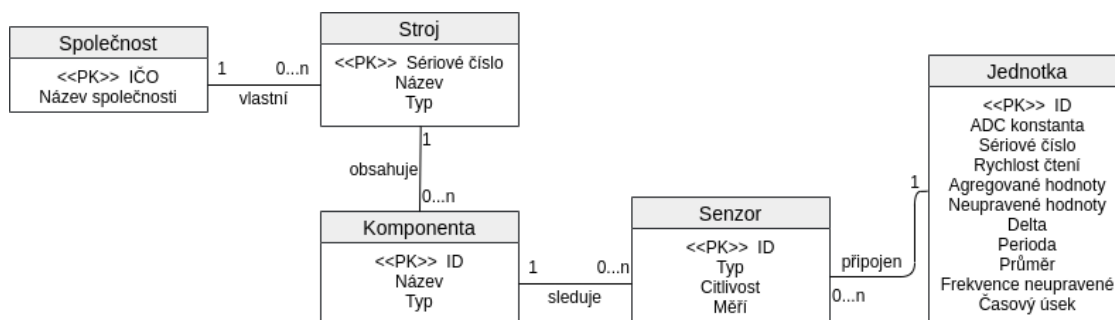 Společnost
<<PK>> IČO
Název společnosti
1
0...n
vlastní
Stroj
<<PK>> Sériové číslo
Název
Typ
1
obsahuje
0...n
Komponenta
<<PK>> ID
Název
Typ
1
0...n
sleduje
Senzor
<<PK>> ID
Typ
Citlivost
Měří
připojen
0...n
1
Jednotka
<<PK>> ID
ADC konstanta
Sériové číslo
Rychlost čtení
Agregované hodnoty
Neupravené hodnoty
Delta
Perioda
Průměr
Frekvence neupravené
Časový úsek